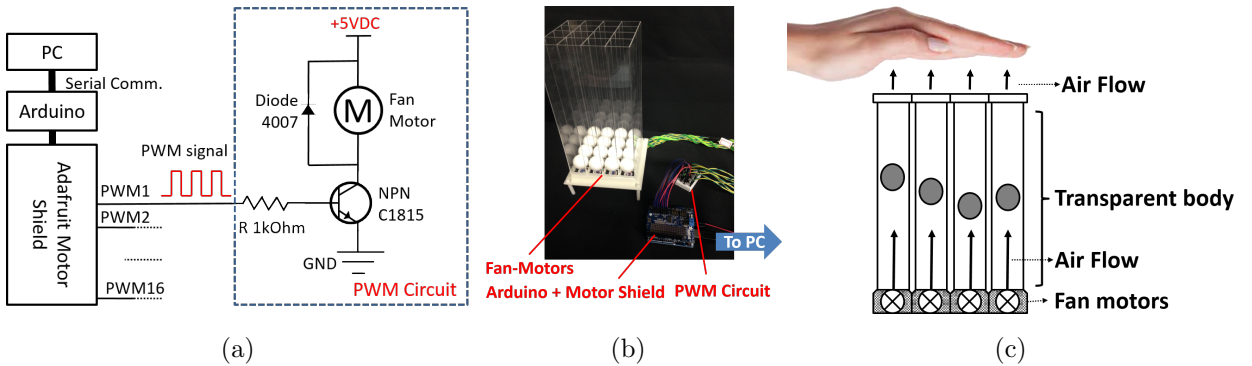 PC
Serial Comm.
Arduino
Adafruit Motor
Shield
PWM signal
PWM1
PWM2
PWM16
+5VDC
Diode
4007
M
Fan
Motor
NPN
C1815
R 1kOhm
GND
PWM Circuit
(a)
To PC
Fan-Motors
Arduino + Motor Shield
PWM Circuit
(b)
Air Flow
Transparent body
Air Flow
Fan motors
(c)